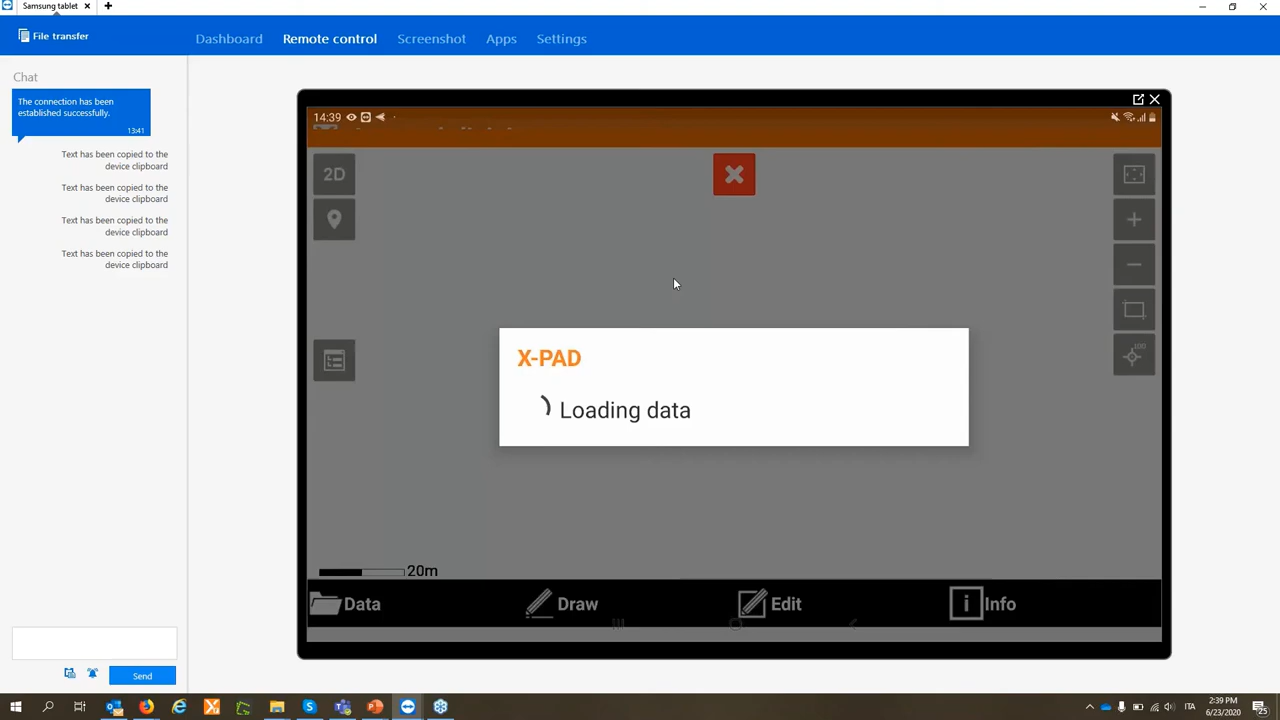 Samsung tablet
File transfer
Dashboard
Remote control
Screenshot
Apps
Settings
Chat
The connection has been
established successfully.
13:41
Text has been copied to the
device clipboard
Text has been copied to the
device clipboard
Text has been copied to the
device clipboard
Text has been copied to the
device clipboard
Send
14:39
2D
100
X-PAD
Loading data
20m
Data
Draw
Edit
Info
ITA
2:39 PM
6/23/2020
25